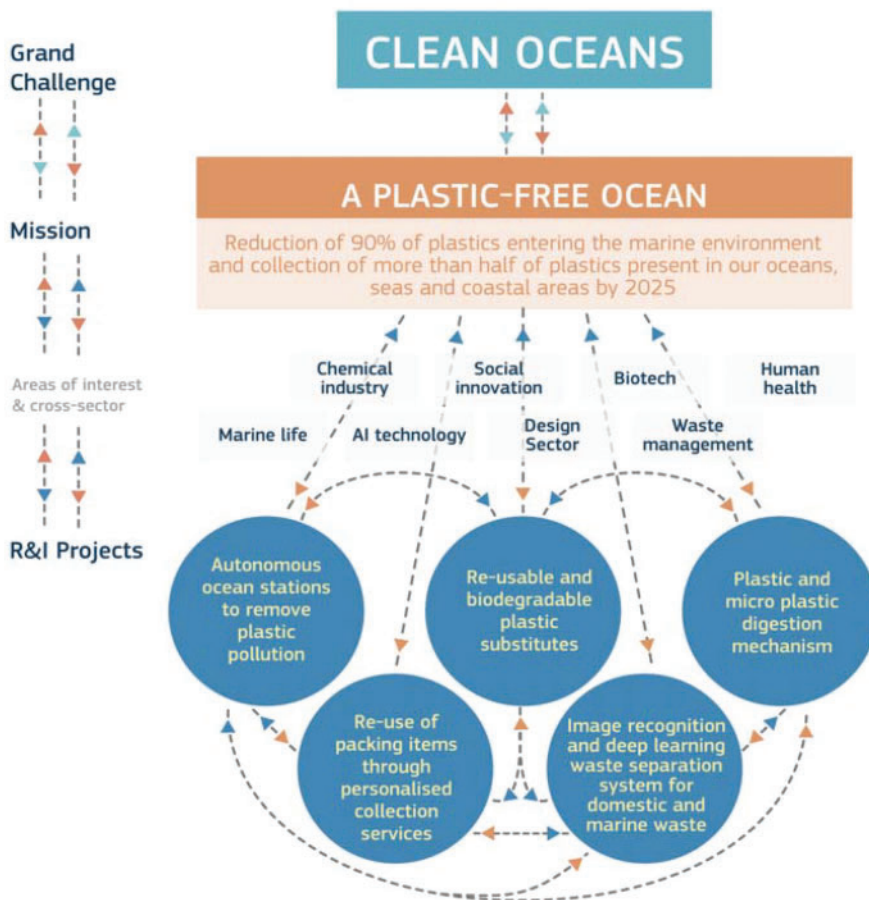 Grand
Challenge
CLEAN OCEANS
Mission
A PLASTIC-FREE OCEAN
Reduction of 90% of plastics entering the marine environment
and collection of more than half of plastics present in our oceans,
seas and coastal areas by 2025
Areas of interest
& cross-sector
Chemical
industry
Social
innovation
Biotech
Human
health
Marine life
AI technology
Design
Sector
Waste
management
R&I Projects
Autonomous
ocean stations
to remove
plastic
pollution
Re-usable and
biodegradable
plastic
substitutes
Plastic and
micro plastic
digestion
mechanism
Re-use of
packing items
through
personalised
collection
services
Image recognition
and deep learning
waste separation
system for
domestic and
marine waste